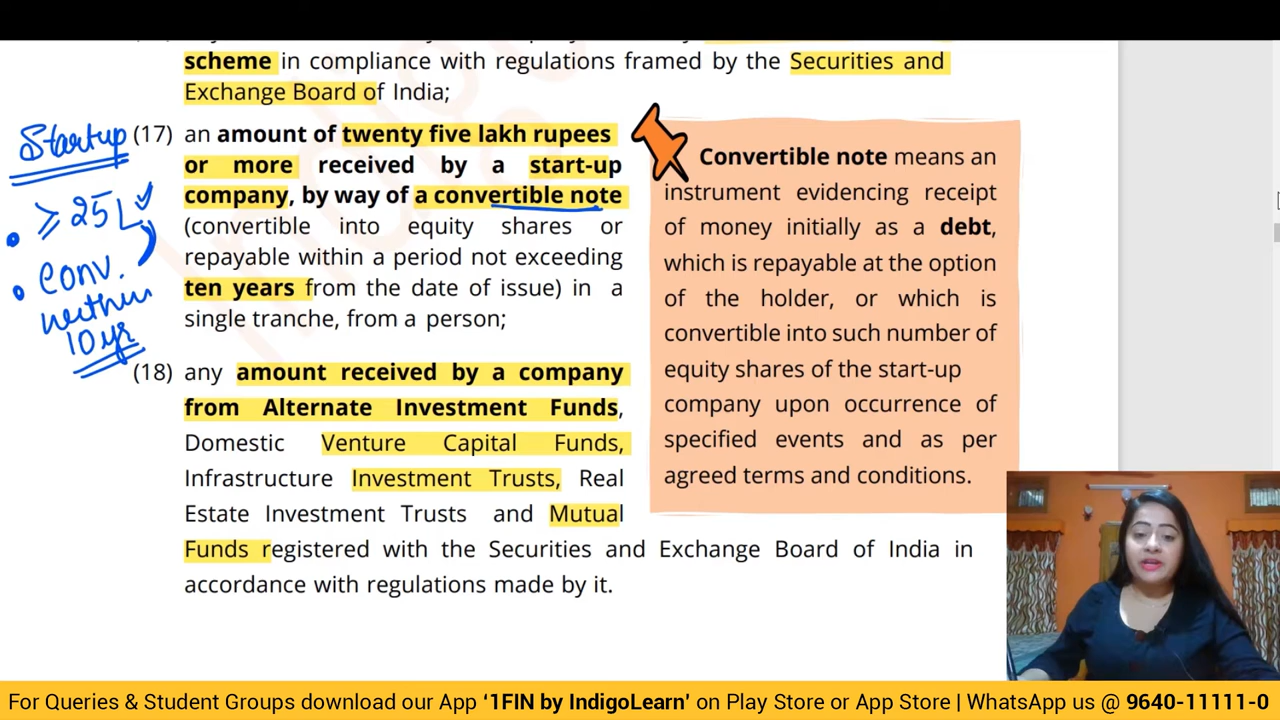 scheme in compliance with regulations framed by the Securities and
Exchange Board of India;
Startup
≥ 25 L
conv.
within
10 yr
(17) an amount of twenty five lakh rupees
or more received by a start-up
company, by way of a convertible note
(convertible into equity shares or
repayable within a period not exceeding
ten years from the date of issue) in a
single tranche, from a person;
Convertible note means an
instrument evidencing receipt
of money initially as a debt,
which is repayable at the option
of the holder, or which is
convertible into such number of
equity shares of the start-up
company upon occurrence of
specified events and as per
agreed terms and conditions.
(18) any amount received by a company
from Alternate Investment Funds,
Domestic Venture Capital Funds,
Infrastructure Investment Trusts, Real
Estate Investment Trusts and Mutual
Funds registered with the Securities and Exchange Board of India in
accordance with regulations made by it.
For Queries & Student Groups download our App ‘1FIN by IndigoLearn’ on Play Store or App Store | WhatsApp us @ 9640-11111-0